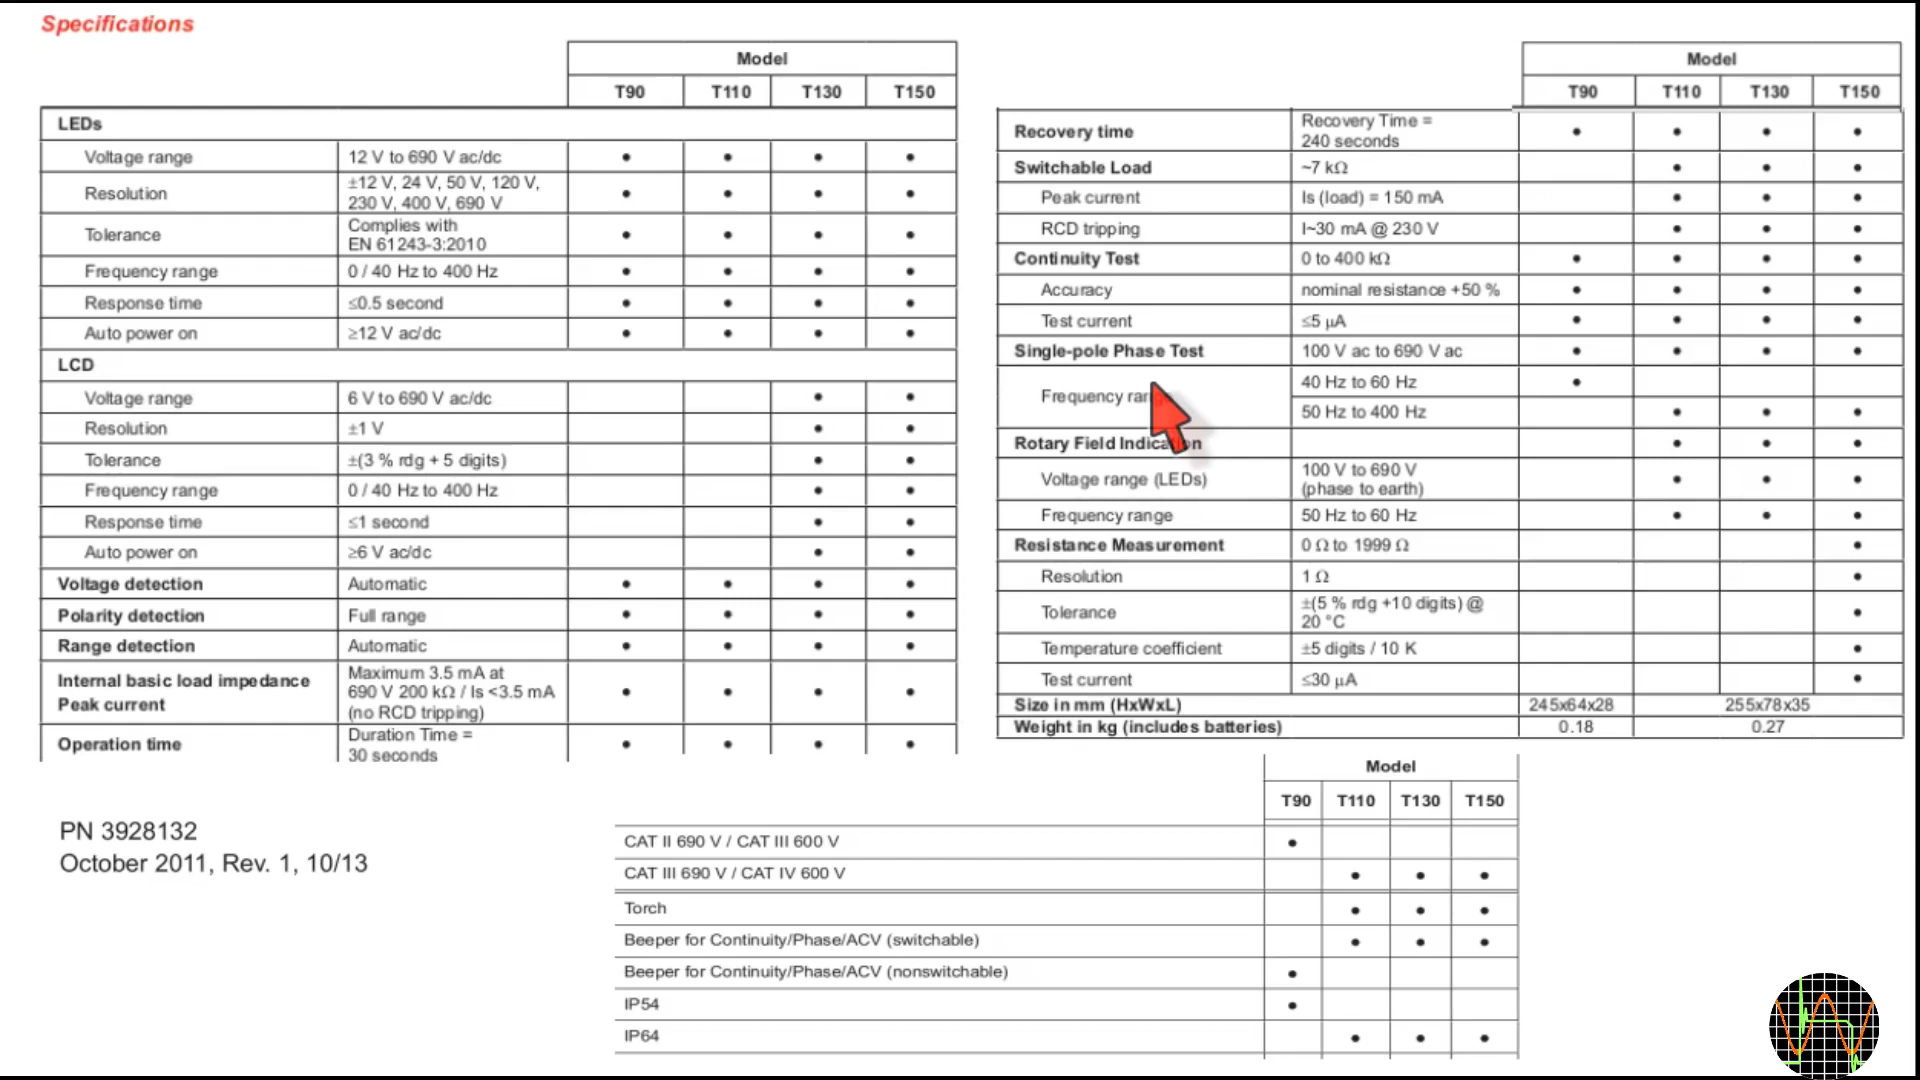 Specifications
Model
T90 T110 T130 T150
LEDs
Voltage range 12 V to 690 V ac/dc • • • •
Resolution ±12 V, 24 V, 50 V, 120 V,
230 V, 400 V, 690 V • • • •
Tolerance Complies with
EN 61243-3:2010 • • • •
Frequency range 0 / 40 Hz to 400 Hz • • • •
Response time ≤0.5 second • • • •
Auto power on ≥12 V ac/dc • • • •
LCD
Voltage range 6 V to 690 V ac/dc • •
Resolution ±1 V • •
Tolerance ±(3 % rdg + 5 digits) • •
Frequency range 0 / 40 Hz to 400 Hz • •
Response time ≤1 second • •
Auto power on ≥6 V ac/dc • •
Voltage detection Automatic • • • •
Polarity detection Full range • • • •
Range detection Automatic • • • •
Internal basic load impedance
Peak current
Maximum 3.5 mA at
690 V 200 kΩ / Is <3.5 mA
(no RCD tripping) • • • •
Operation time Duration Time =
30 seconds • • • •
Model
T90 T110 T130 T150
Recovery time Recovery Time =
240 seconds • • • •
Switchable Load ~7 kΩ • • •
Peak current Is (load) = 150 mA • • •
RCD tripping I~30 mA @ 230 V • • •
Continuity Test 0 to 400 kΩ • • • •
Accuracy nominal resistance +50 % • • • •
Test current ≤5 μA • • • •
Single-pole Phase Test 100 V ac to 690 V ac • • • •
Frequency 40 Hz to 60 Hz •
50 Hz to 400 Hz • • •
Rotary Field • • •
Voltage range (LEDs) 100 V to 690 V
(phase to earth) • • •
Frequency range 50 Hz to 60 Hz • • •
Resistance Measurement 0 Ω to 1999 Ω •
Resolution 1 Ω •
Tolerance ±(5 % rdg +10 digits) @
20 °C •
Temperature coefficient ±5 digits / 10 K •
Test current ≤30 μA •
Size in mm (HxWxL) 245x64x28 255x78x35
Weight in kg (includes batteries) 0.18 0.27
PN 3928132
October 2011, Rev. 1, 10/13
Model
T90 T110 T130 T150
CAT II 690 V / CAT III 600 V •
CAT III 690 V / CAT IV 600 V • • •
Torch • • •
Beeper for Continuity/Phase/ACV (switchable) • • •
Beeper for Continuity/Phase/ACV (nonswitchable) •
IP54 •
IP64 • • •